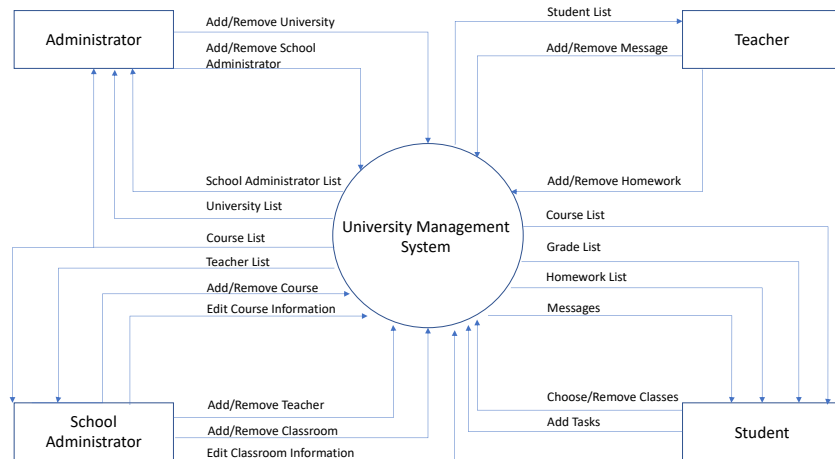 Administrator
Add/Remove University
Add/Remove School
Administrator
Student List
Add/Remove Message
Teacher
School Administrator List
University List
Course List
Teacher List
Add/Remove Course
Edit Course Information
University Management
System
Add/Remove Homework
Course List
Grade List
Homework List
Messages
School
Administrator
Add/Remove Teacher
Add/Remove Classroom
Edit Classroom Information
Choose/Remove Classes
Add Tasks
Student